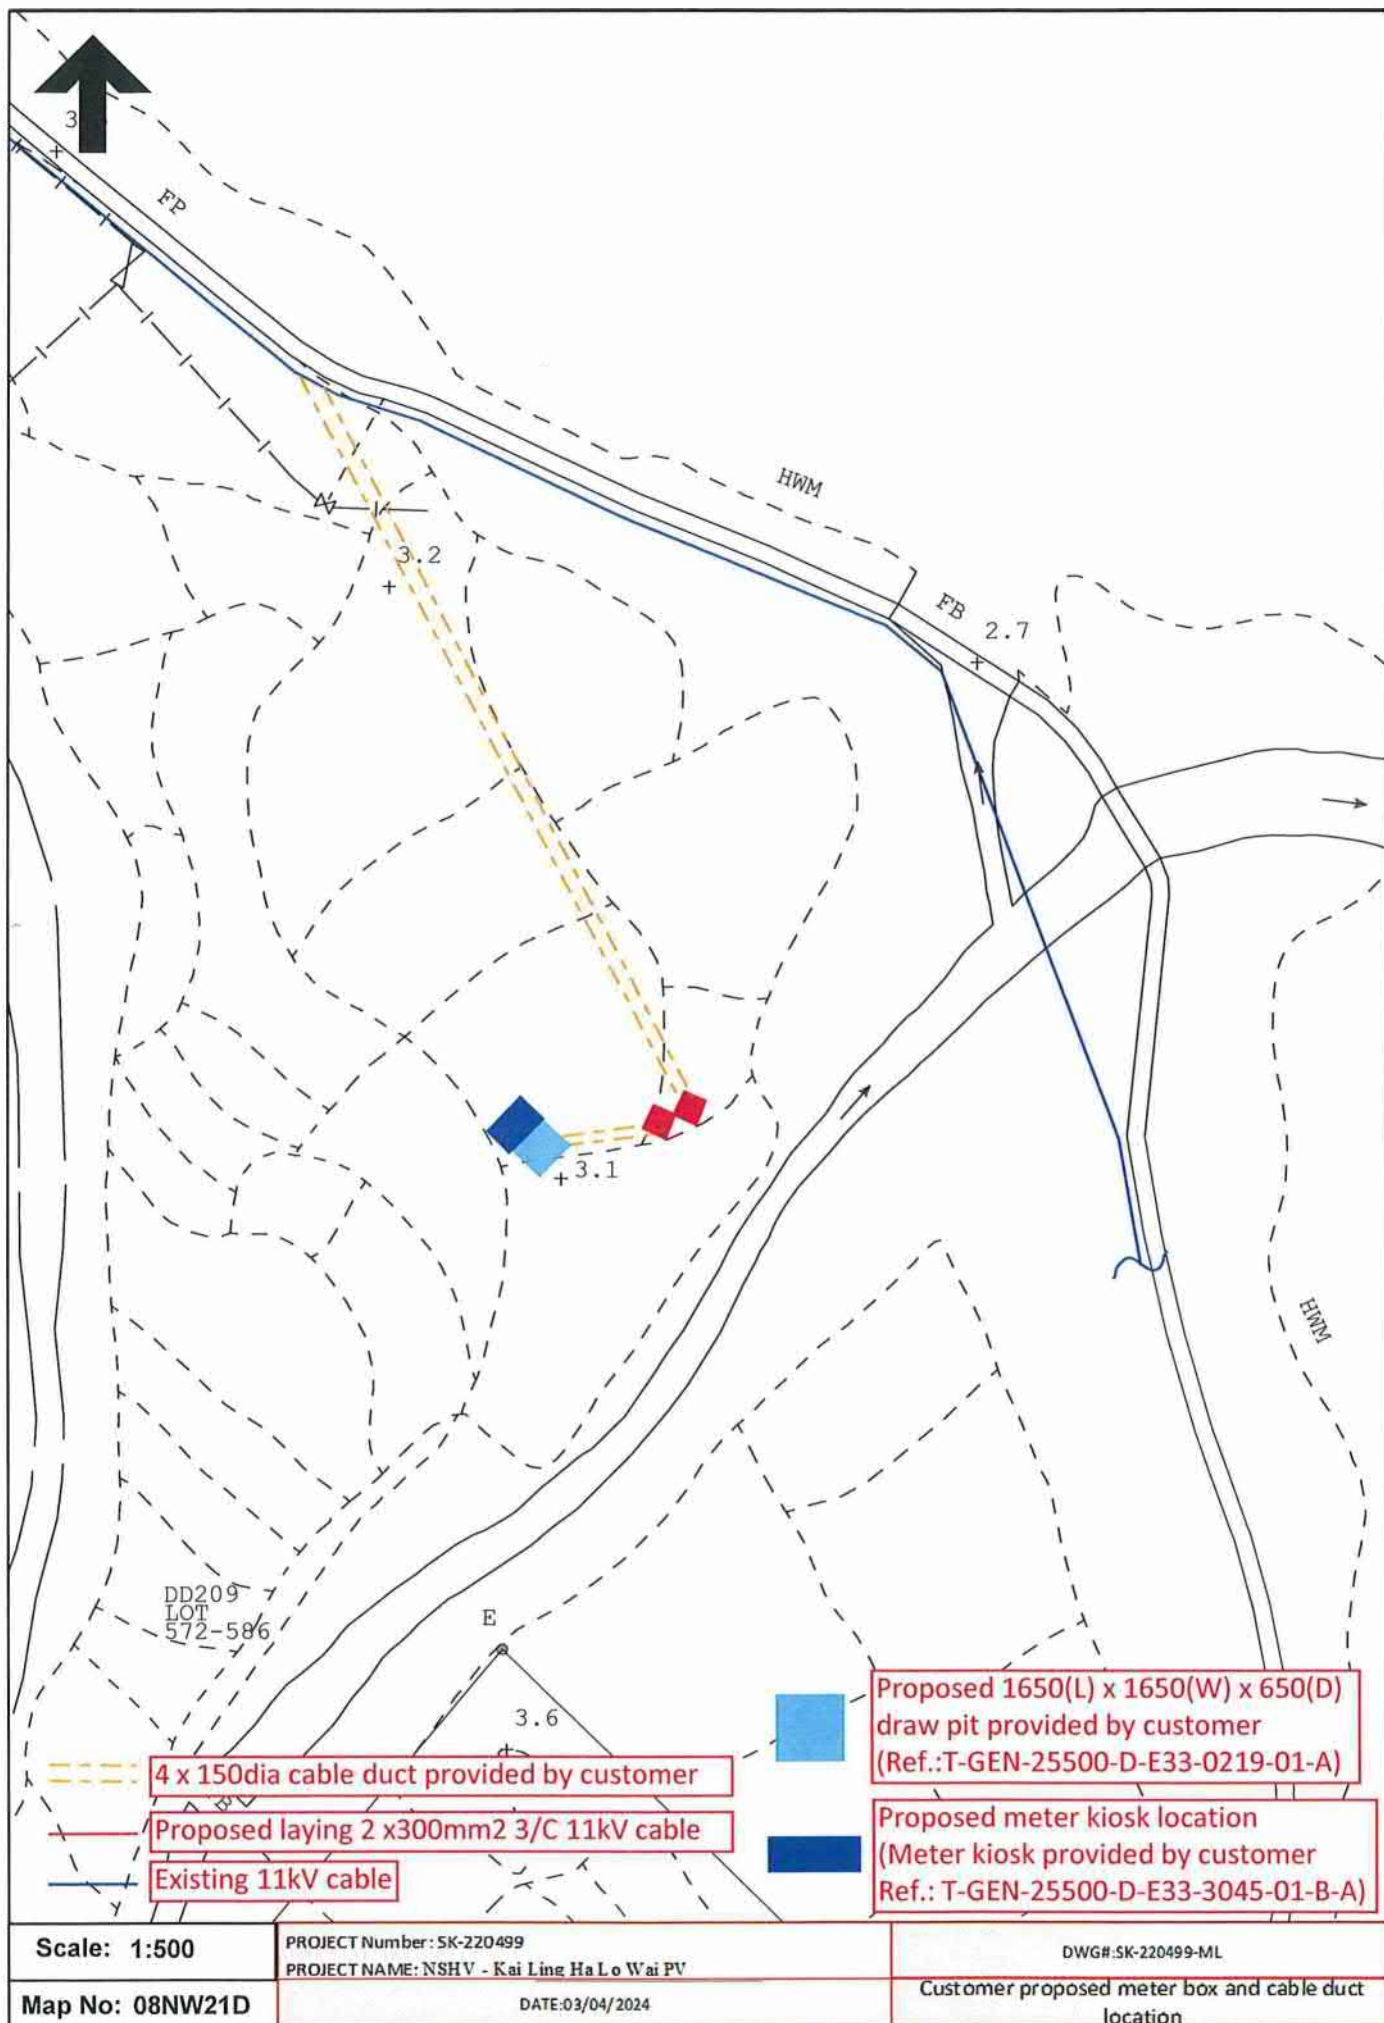 FP
HWM
3.2
FB
2.7
3.1
HWM
DD209
LOT
572-586
E
3.6
4 x 150dia cable duct provided by customer
Proposed laying 2 x300mm2 3/C 11kV cable
Existing 11kV cable
Proposed 1650(L) x 1650(W) x 650(D)
draw pit provided by customer
(Ref.:T-GEN-25500-D-E33-0219-01-A)
Proposed meter kiosk location
(Meter kiosk provided by customer
Ref.: T-GEN-25500-D-E33-3045-01-B-A)
Scale: 1:500
Map No: 08NW21D
PROJECT Number: SK-220499
PROJECT NAME: NSHV - Kai Ling Ha Lo Wai PV
DATE:03/04/2024
DWG#:SK-220499-ML
Customer proposed meter box and cable duct
location